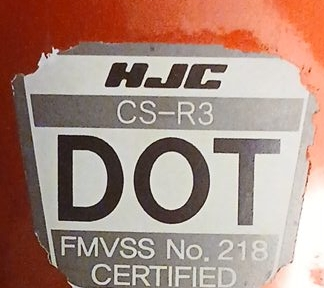 HJC
CS-R3
DOT
FMVSS No. 218
CERTIFIED